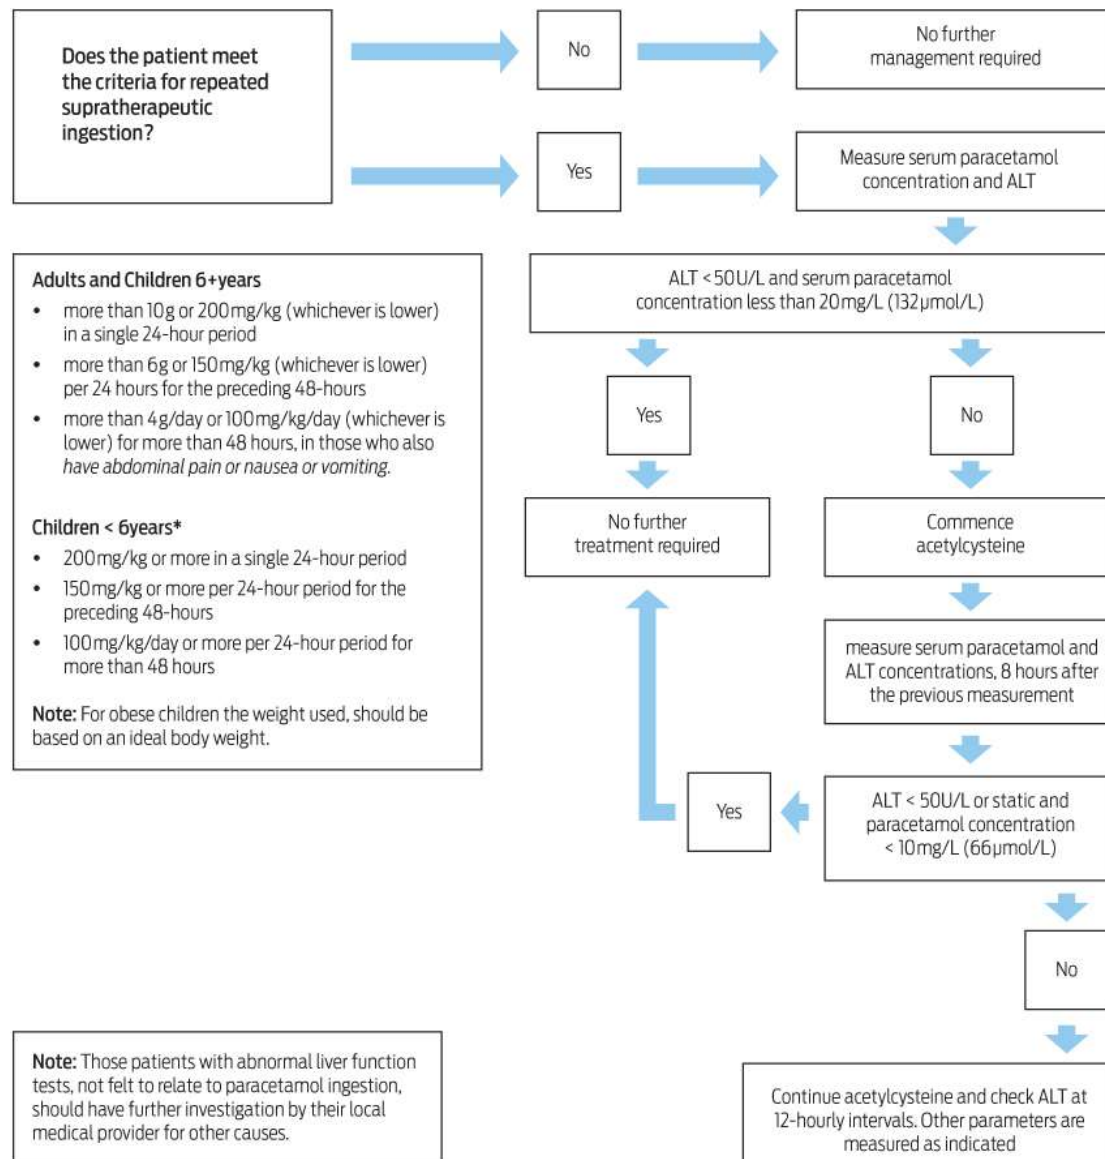 Does the patient meet
the criteria for repeated
supratherapeutic
ingestion?
No
No further
management required
Yes
Measure serum paracetamol
concentration and ALT
Adults and Children 6+years
• more than 10g or 200mg/kg (whichever is lower)
in a single 24-hour period
• more than 6g or 150mg/kg (whichever is lower)
per 24 hours for the preceding 48-hours
• more than 4g/day or 100mg/kg/day (whichever is
lower) for more than 48 hours, in those who also
have abdominal pain or nausea or vomiting.
Children < 6years*
• 200mg/kg or more in a single 24-hour period
• 150mg/kg or more per 24-hour period for the
preceding 48-hours
• 100mg/kg/day or more per 24-hour period for
more than 48 hours
Note: For obese children the weight used, should be
based on an ideal body weight.
ALT <50U/L and serum paracetamol
concentration less than 20mg/L (132µmol/L)
Yes
No
No further
treatment required
Commence
acetylcysteine
measure serum paracetamol and
ALT concentrations, 8 hours after
the previous measurement
Yes
ALT < 50U/L or static and
paracetamol concentration
< 10mg/L (66µmol/L)
No
Note: Those patients with abnormal liver function
tests, not felt to relate to paracetamol ingestion,
should have further investigation by their local
medical provider for other causes.
Continue acetylcysteine and check ALT at
12-hourly intervals. Other parameters are
measured as indicated